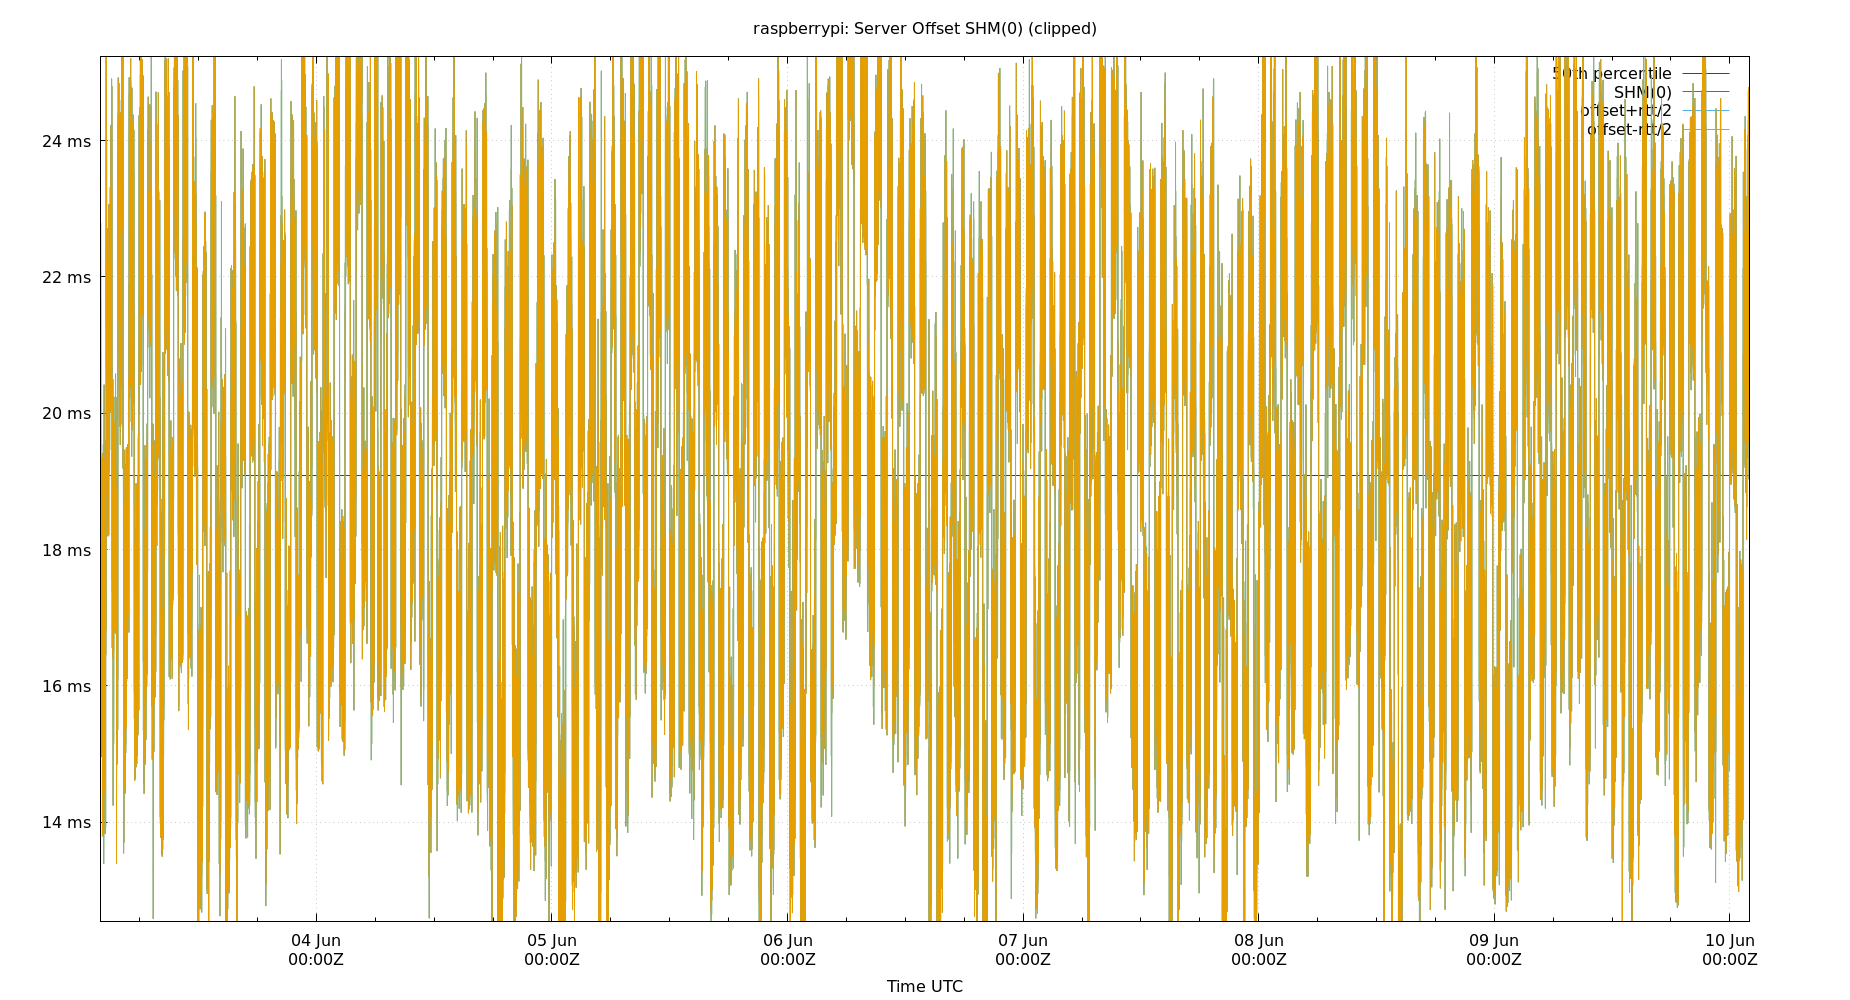 raspberrypi: Server Offset SHM(0) (clipped)
50th percentile
SHM(0)
offset+rtt/2
offset-rtt/2
24 ms
22 ms
20 ms
18 ms
16 ms
14 ms
04 Jun 05 Jun 06 Jun 07 Jun 08 Jun 09 Jun 10 Jun
00:00Z 00:00Z 00:00Z 00:00Z 00:00Z 00:00Z 00:00Z
Time UTC